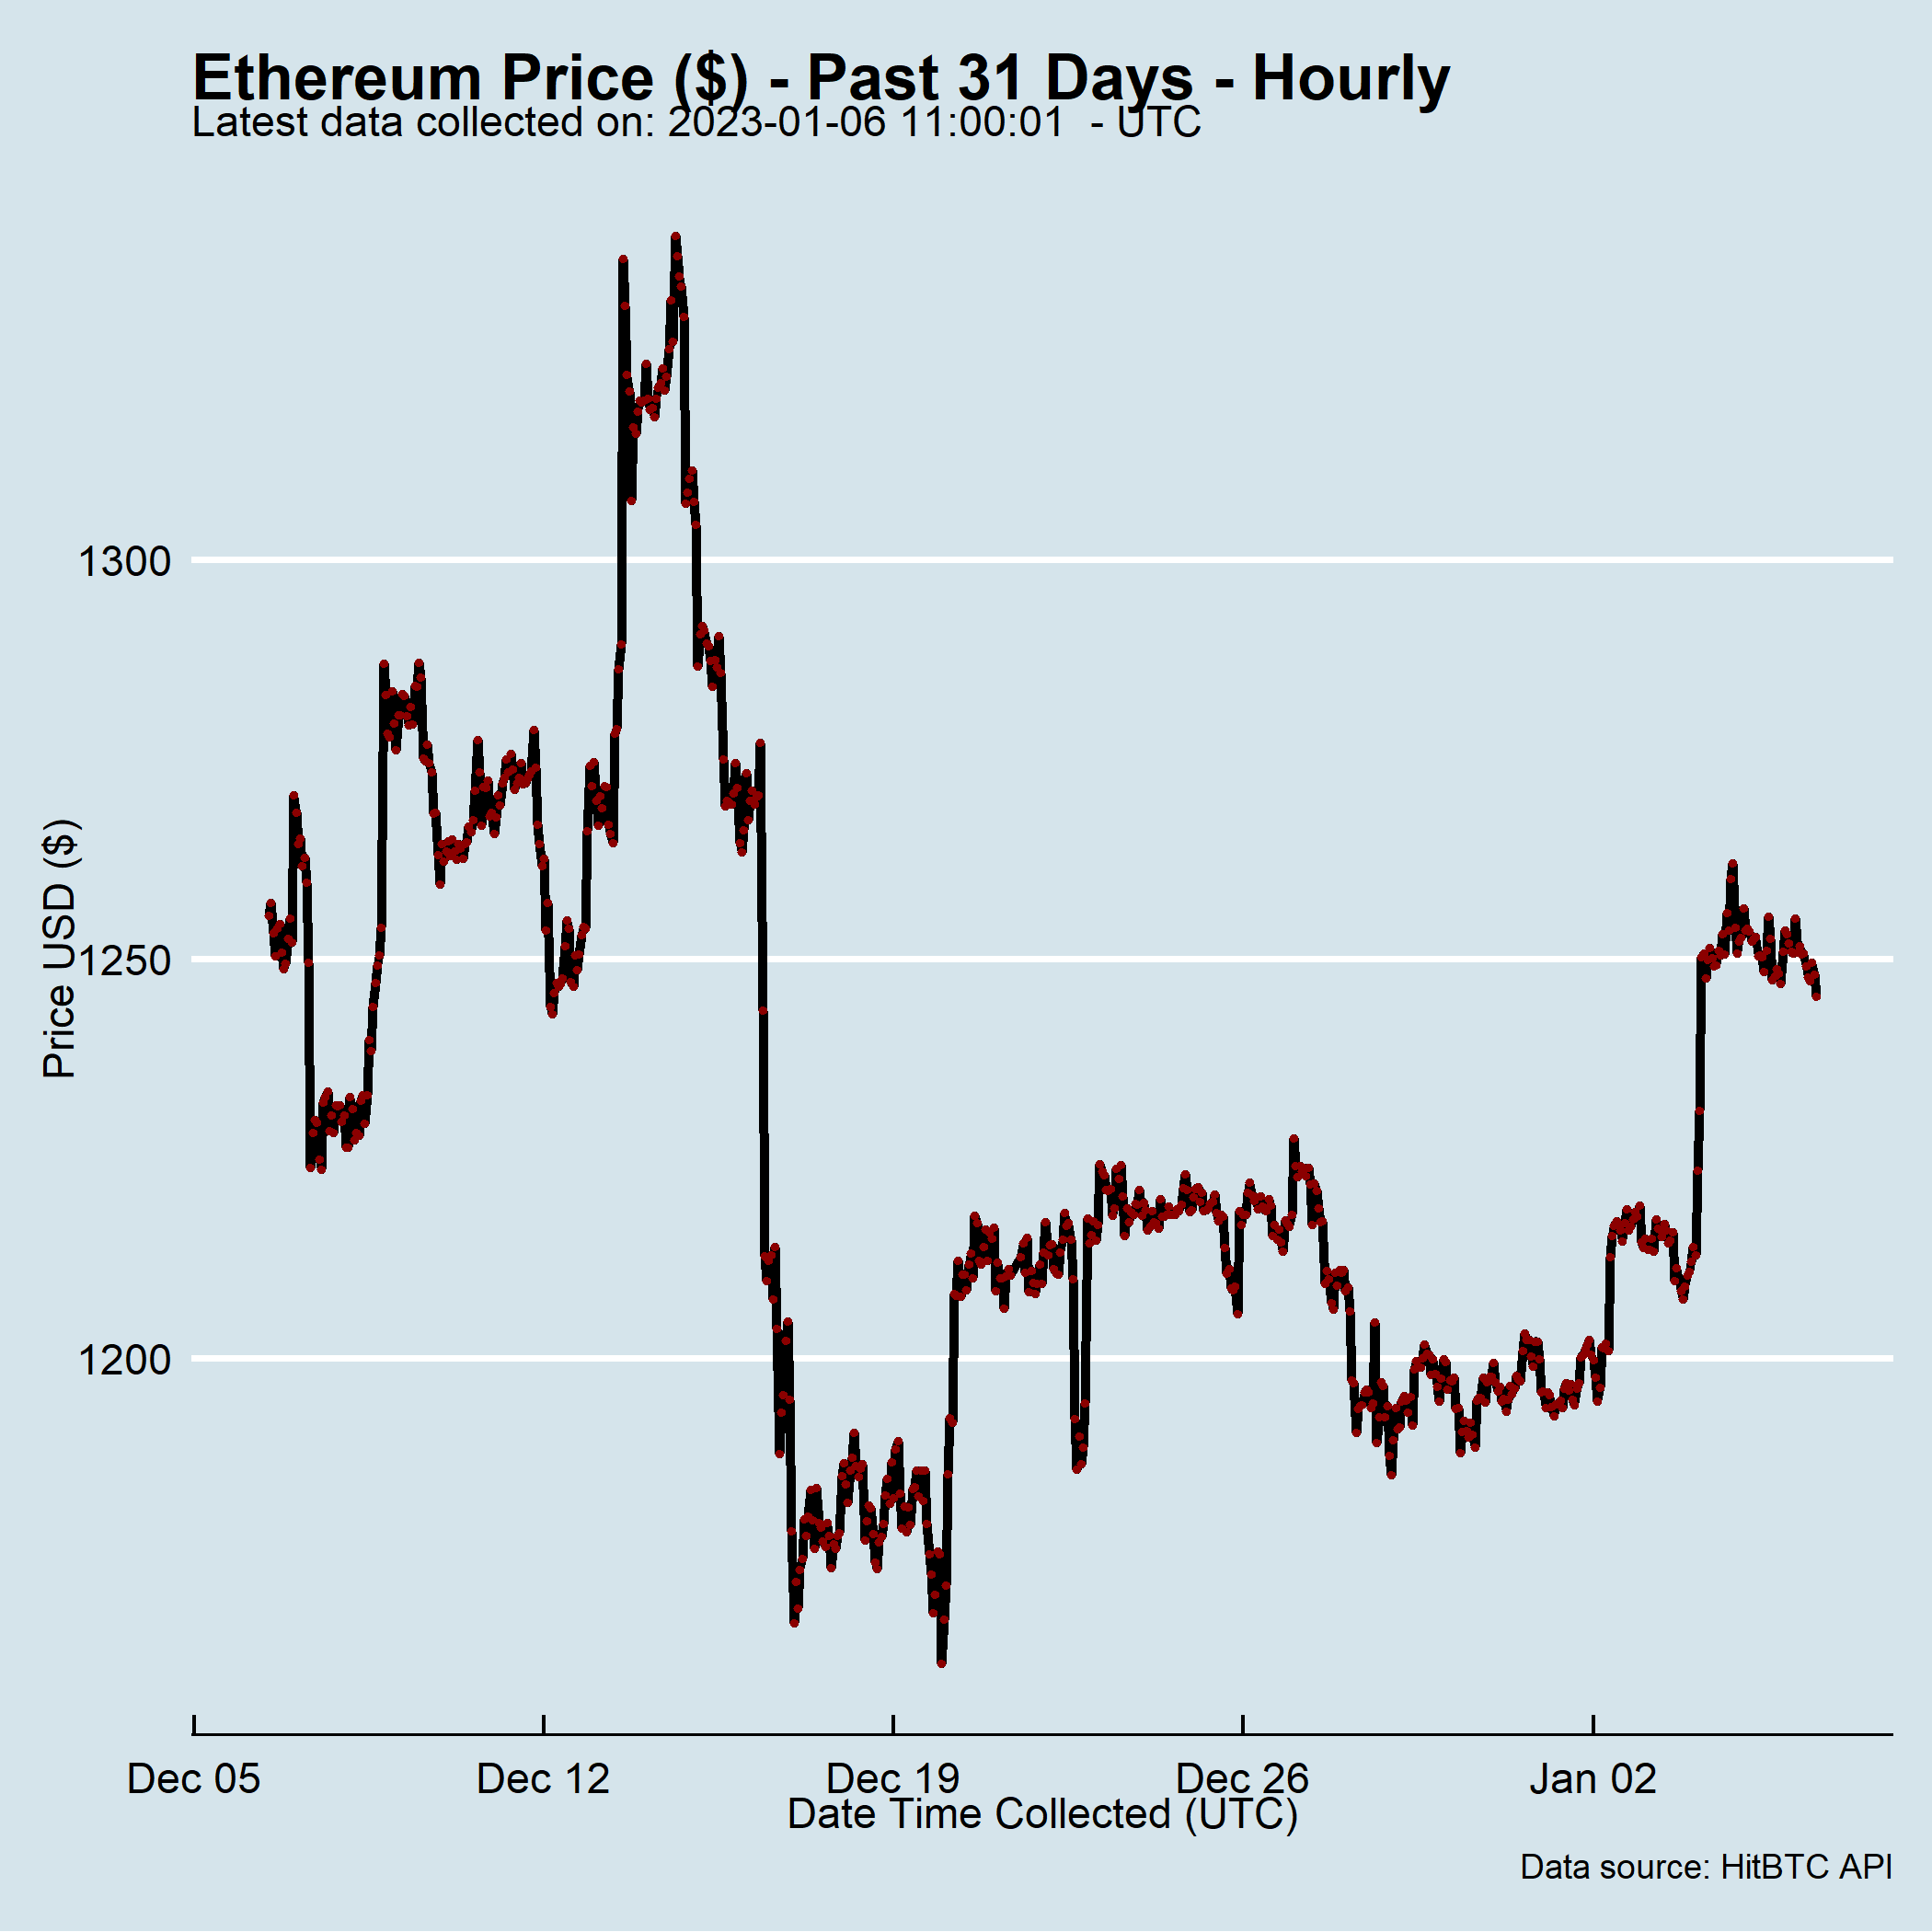 Ethereum Price ($) - Past 31 Days - Hourly
Latest data collected on: 2023-01-06 11:00:01  - UTC
Price USD ($)
1300
1250
1200
Dec 05 Dec 12 Dec 19 Dec 26 Jan 02
Date Time Collected (UTC)
Data source: HitBTC API